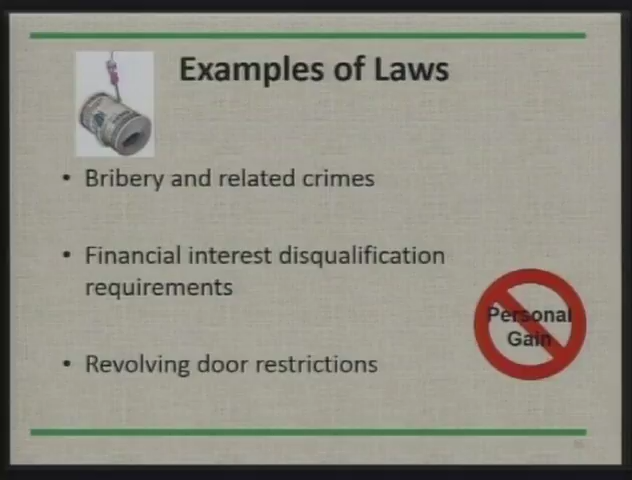 Examples of Laws
• Bribery and related crimes
• Financial interest disqualification
requirements
• Revolving door restrictions
Personal
Gain